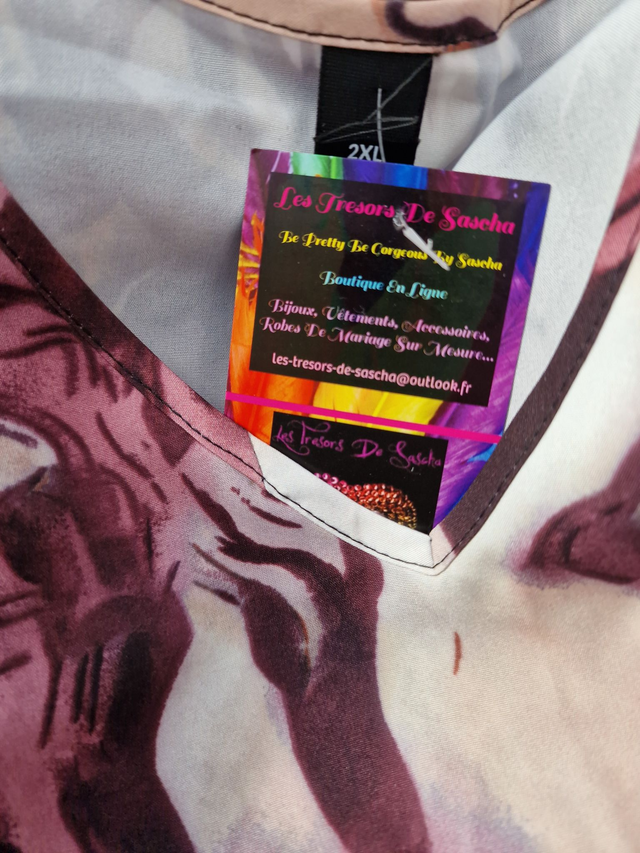 2XL
Les Tresors De Sascha
Be Pretty Be Gorgeous By Sascha
Boutique En Ligne
Bijoux, Vêtements, Accessoires,
Robes De Mariage Sur Mesure...
les-tresors-de-sascha@outlook.fr
Les Tresors De Sascha